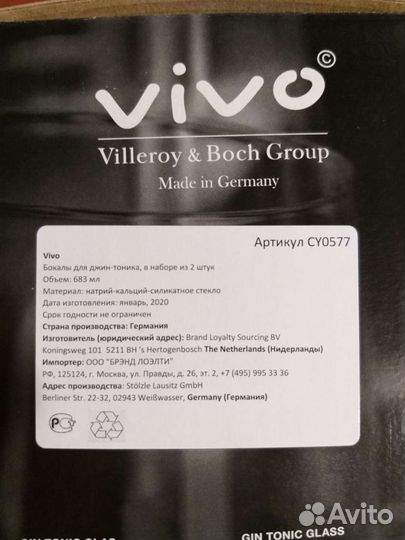 vivo ©
Villeroy & Boch Group
Made in Germany
Артикул CY0577
Vivo
Бокалы для джин-тоника, в наборе из 2 штук
Объем: 683 мл
Материал: натрий-кальций-силикатное стекло
Дата изготовления: январь, 2020
Срок годности не ограничен
Страна производства: Германия
Изготовитель (юридический адрес): Brand Loyalty Sourcing BV
Koningsweg 101 5211 BH 's Hertogenbosch The Netherlands (Нидерланды)
Импортер: ООО "БРЭНД ЛОЭЛТИ"
РФ, 125124, г. Москва, ул. Правды, д. 26, эт. 2, +7 (495) 995 33 36
Адрес производства: Stölzle Lausitz GmbH
Berliner Str. 22-32, 02943 Weißwasser, Germany (Германия)
GIN TONIC GLASS
Avito